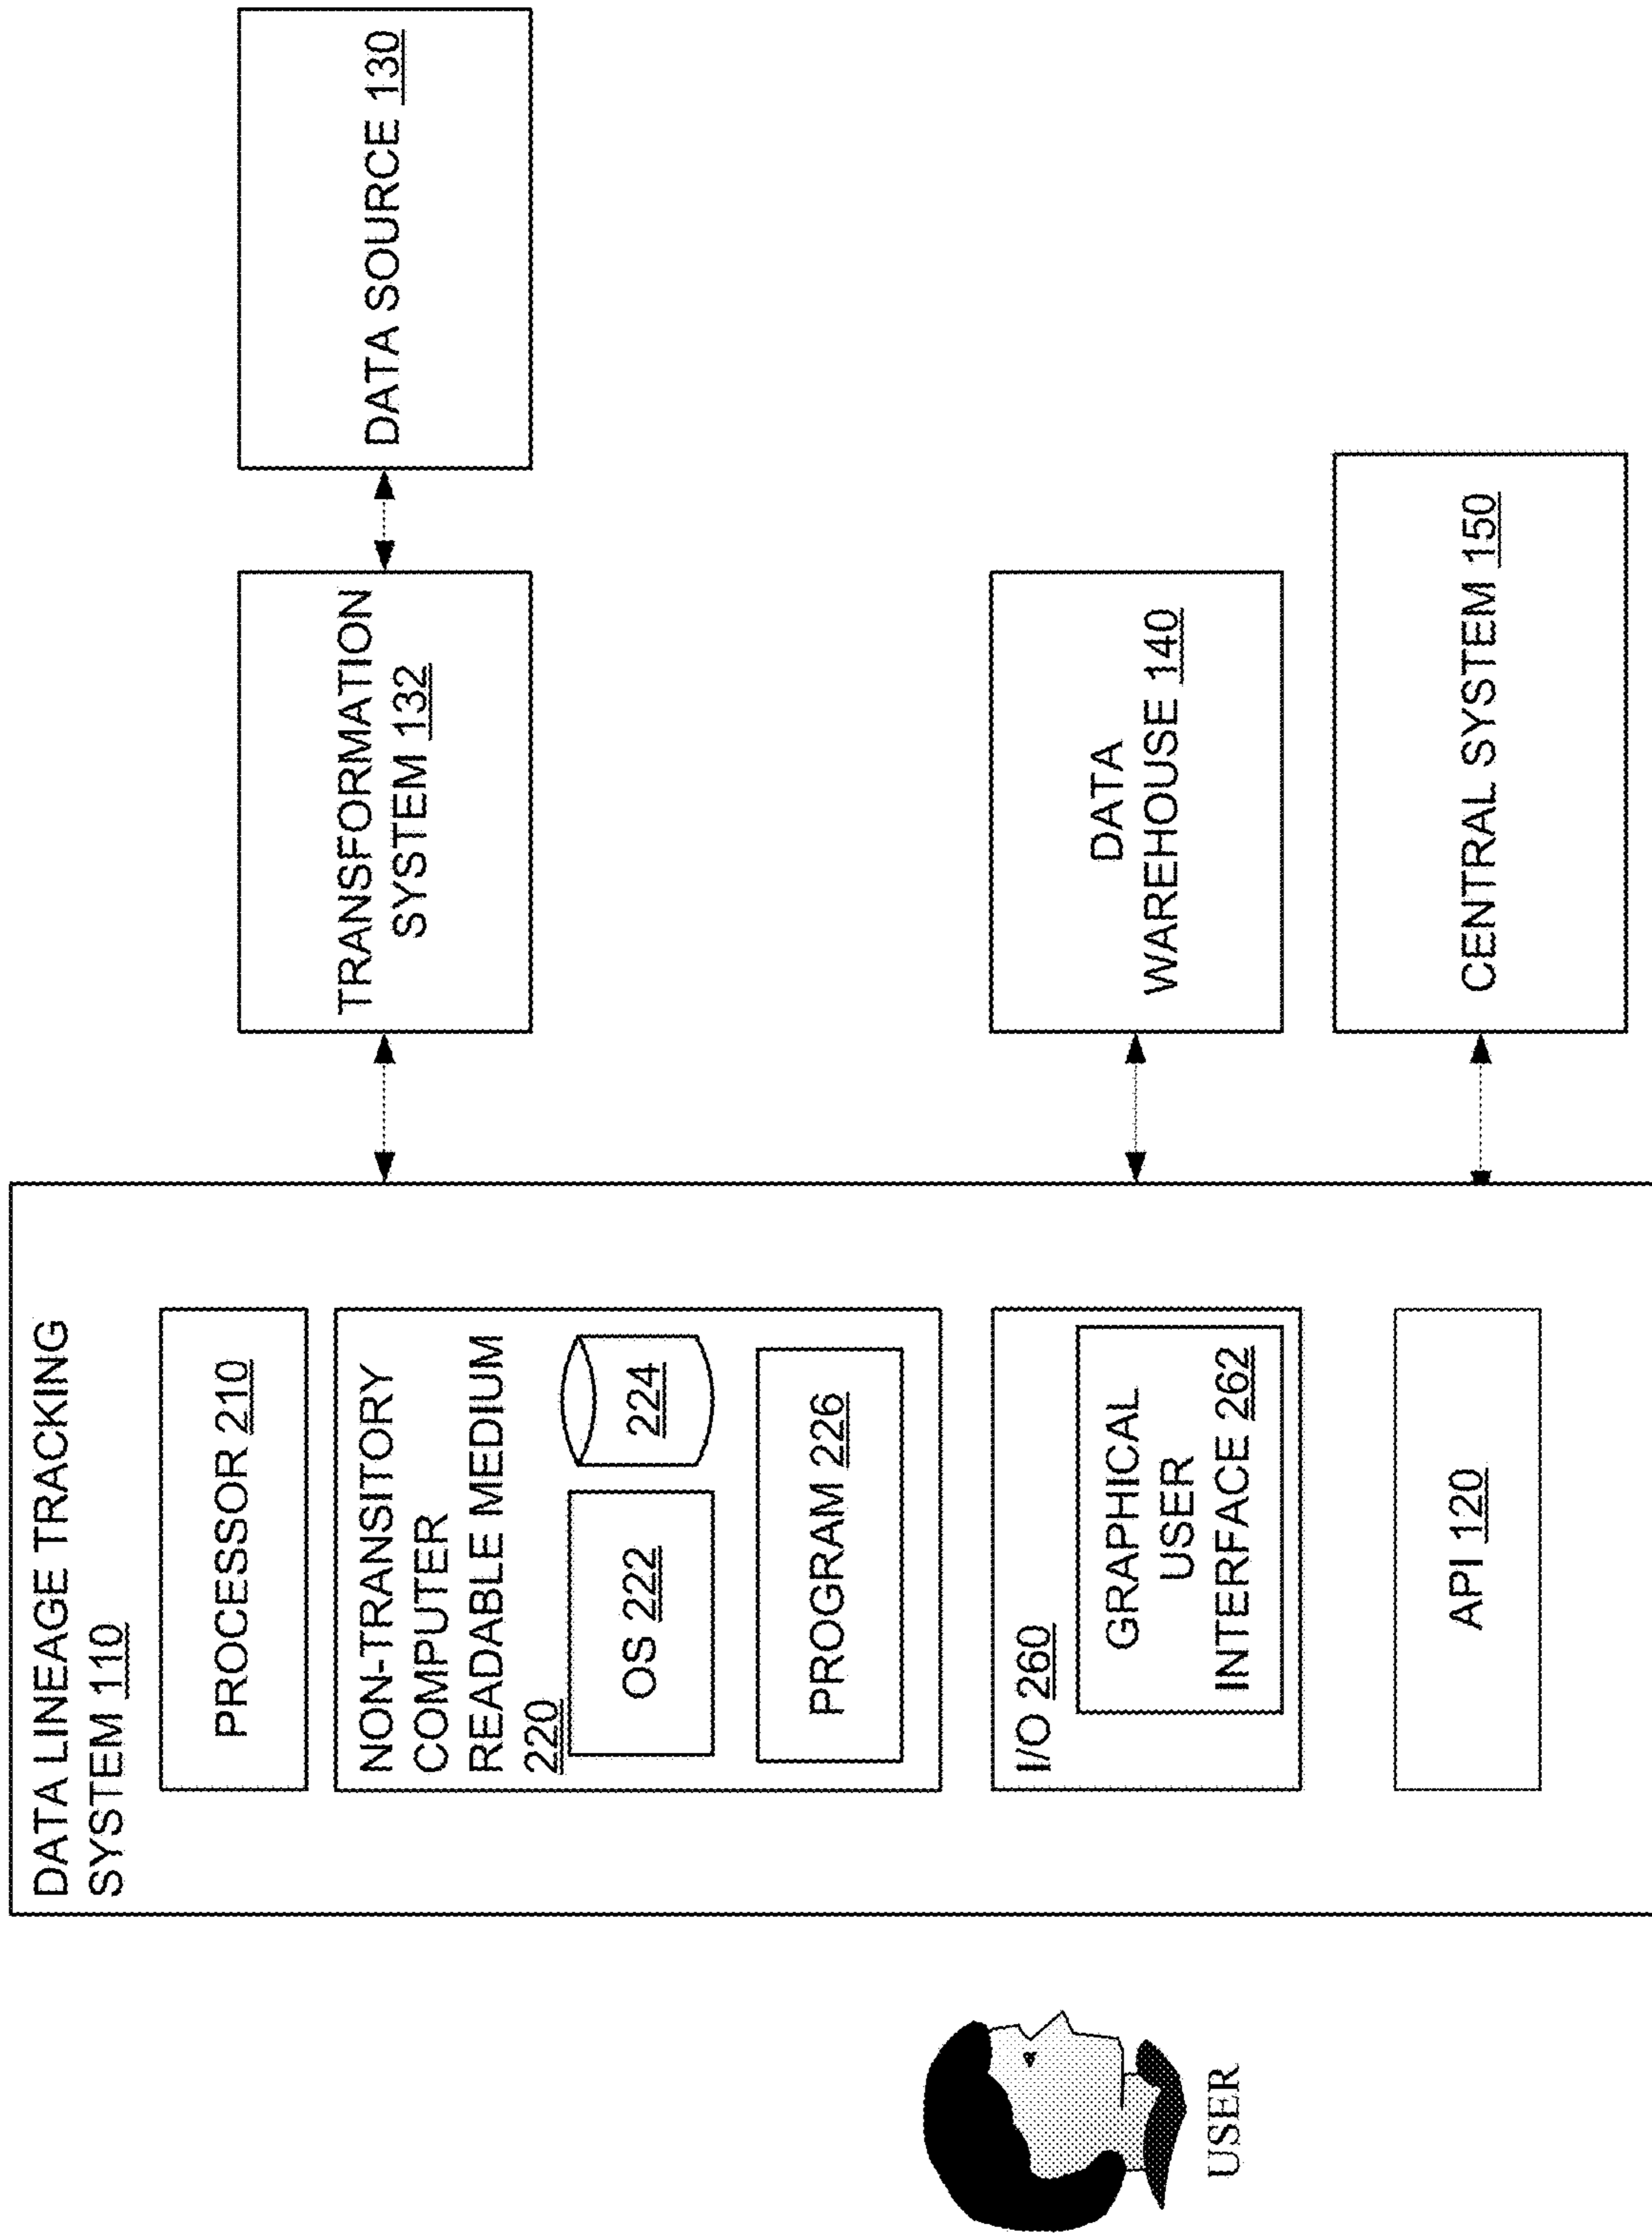 DATA LINEAGE TRACKING
SYSTEM 110
PROCESSOR 210
NON-TRANSITORY
COMPUTER
READABLE MEDIUM
220
OS 222
224
PROGRAM 226
I/O 260
GRAPHICAL
USER
INTERFACE 262
API 120
TRANSFORMATION
SYSTEM 132
DATA SOURCE 130
DATA
WAREHOUSE 140
CENTRAL SYSTEM 150
USER